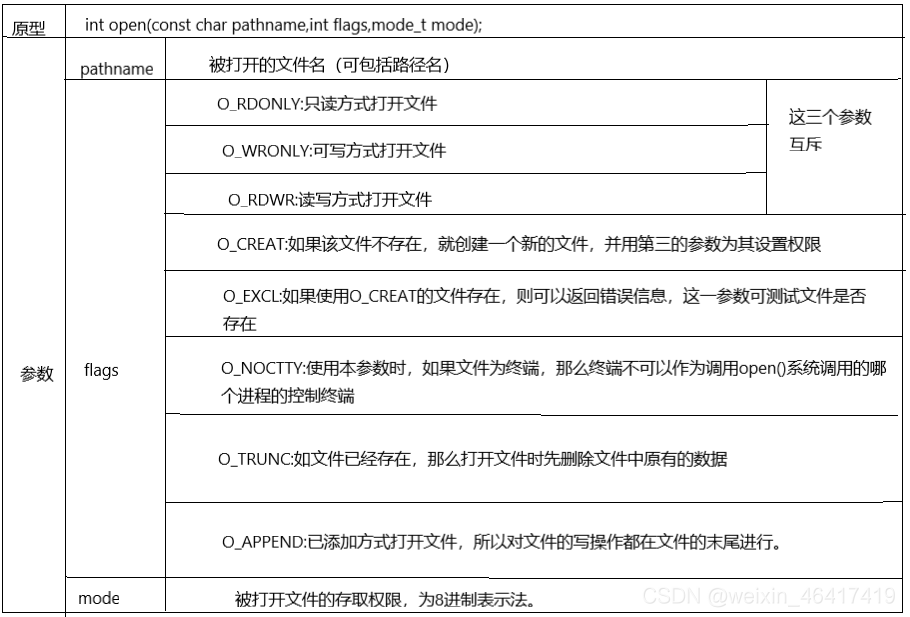 原型
int open(const char pathname,int flags,mode_t mode);
参数
pathname
被打开的文件名（可包括路径名）
flags
O_RDONLY:只读方式打开文件
O_WRONLY:可写方式打开文件
O_RDWR:读写方式打开文件
这三个参数
互斥
O_CREAT:如果该文件不存在，就创建一个新的文件，并用第三的参数为其设置权限
O_EXCL:如果使用O_CREAT的文件存在，则可以返回错误信息，这一参数可测试文件是否
存在
O_NOCTTY:使用本参数时，如果文件为终端，那么终端不可以作为调用open()系统调用的哪
个进程的控制终端
O_TRUNC:如文件已经存在，那么打开文件时先删除文件中原有的数据
O_APPEND:已添加方式打开文件，所以对文件的写操作都在文件的末尾进行。
mode
被打开文件的存取权限，为8进制表示法。
CSDN @weixin_46417419